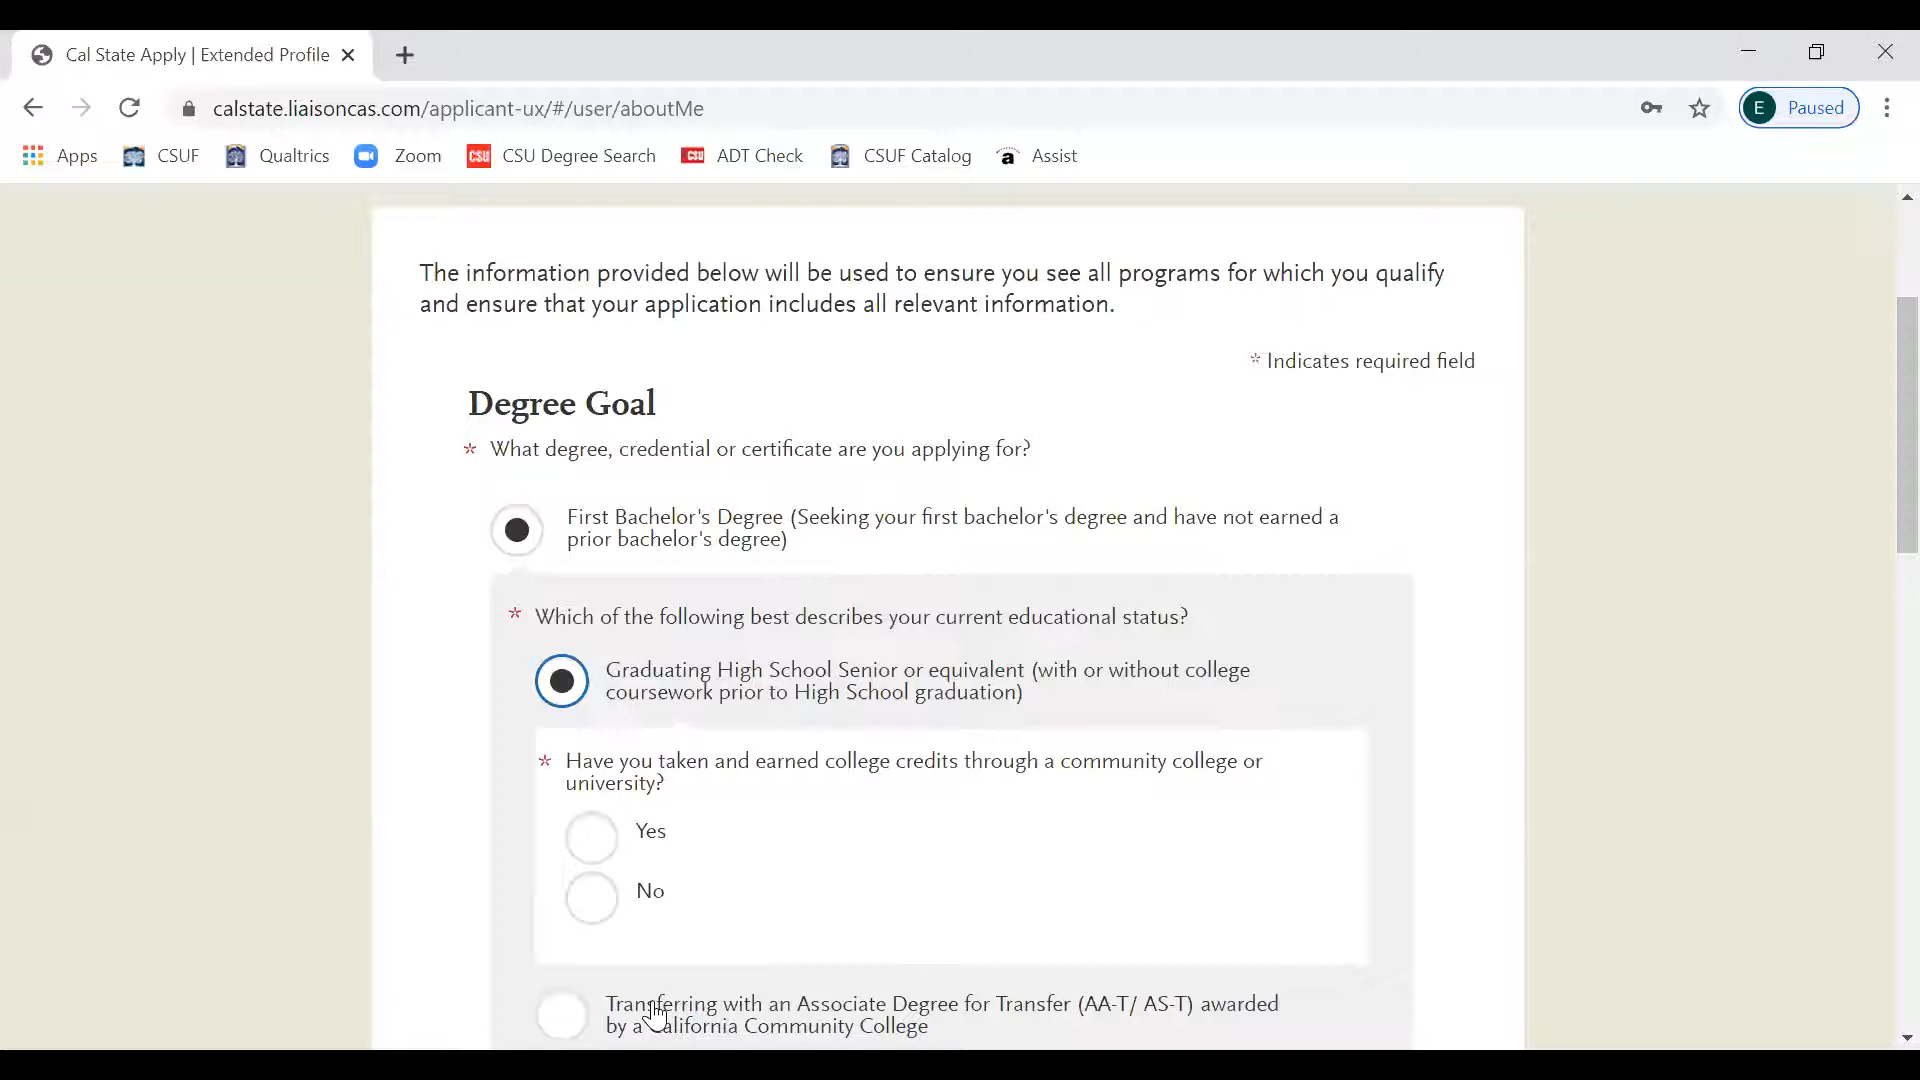 Cal State Apply | Extended Profile
calstate.liaisoncas.com/applicant-ux/#/user/aboutMe
E Paused
Apps CSUF Qualtrics Zoom CSU CSU Degree Search CSU ADT Check CSUF Catalog a Assist
The information provided below will be used to ensure you see all programs for which you qualify
and ensure that your application includes all relevant information.
* Indicates required field
Degree Goal
* What degree, credential or certificate are you applying for?
First Bachelor's Degree (Seeking your first bachelor's degree and have not earned a
prior bachelor's degree)
* Which of the following best describes your current educational status?
Graduating High School Senior or equivalent (with or without college
coursework prior to High School graduation)
* Have you taken and earned college credits through a community college or
university?
Yes
No
Transferring with an Associate Degree for Transfer (AA-T/ AS-T) awarded
by a California Community College